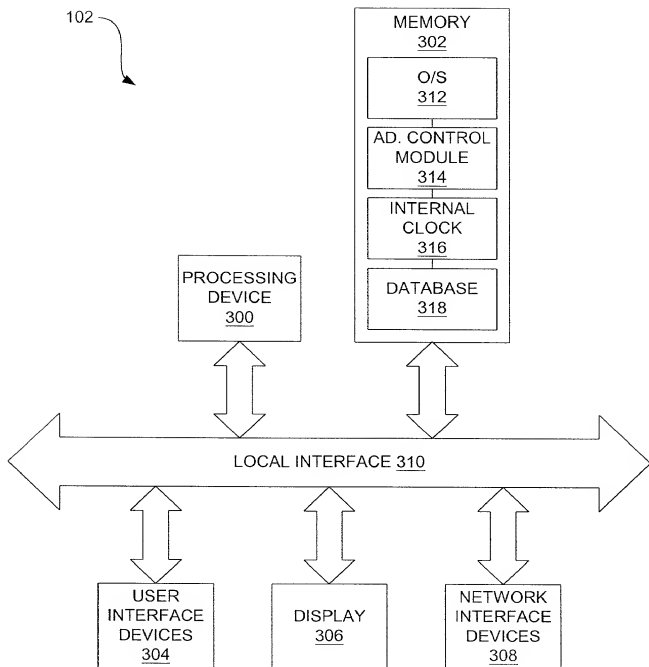 102
MEMORY
302
O/S
312
AD. CONTROL
MODULE
314
INTERNAL
CLOCK
316
DATABASE
318
PROCESSING
DEVICE
300
LOCAL INTERFACE 310
USER
INTERFACE
DEVICES
304
DISPLAY
306
NETWORK
INTERFACE
DEVICES
308